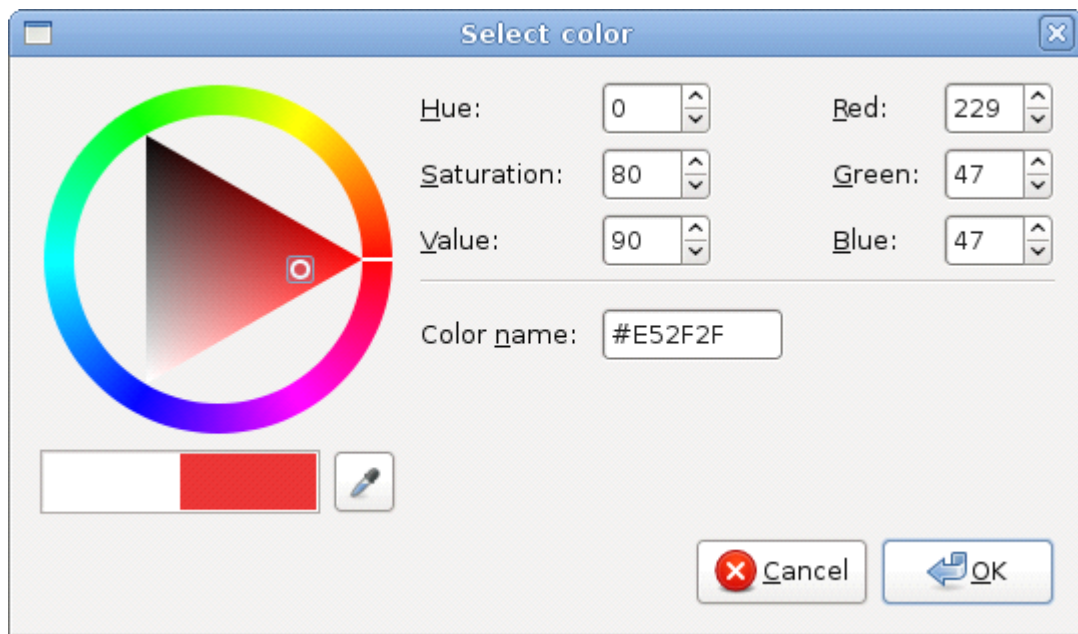 Select color
Hue: 0 Red: 229
Saturation: 80 Green: 47
Value: 90 Blue: 47
Color name: #E52F2F
Cancel OK